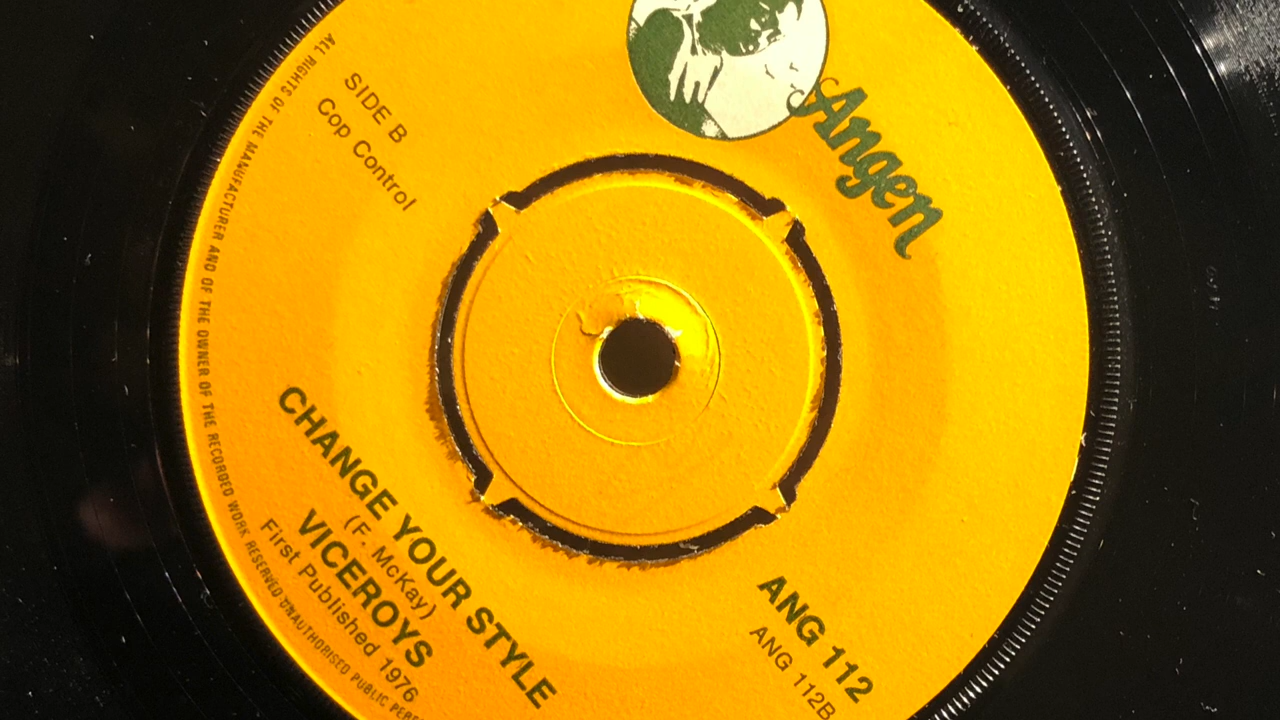 Angen
SIDE B
Cop Control
CHANGE YOUR STYLE
(F. McKay)
VICEROYS
First Published 1976
ANG 112
ANG 112B
ALL RIGHTS OF THE MANUFACTURER AND OF THE OWNER OF THE RECORDED WORK RESERVED UNAUTHORISED PUBLIC